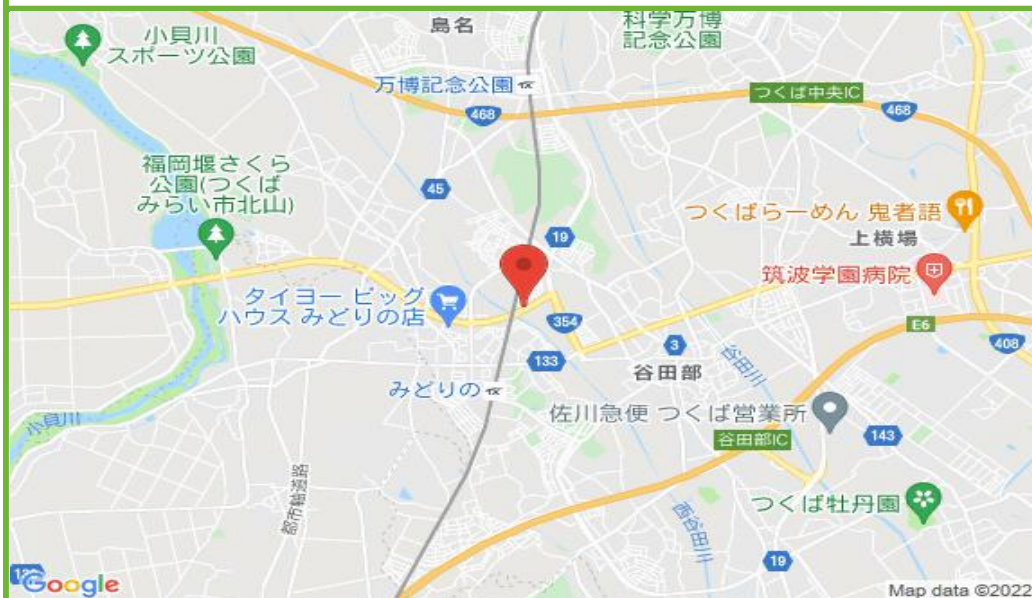 島名
科学万博
記念公園
小貝川
スポーツ公園
万博記念公園
TX
つくば中央IC
468
468
福岡堰さくら
公園(つくば
みらい市北山)
45
つくばらーめん 鬼者語
19
上横場
筑波学園病院
タイヨー ビッグ
ハウス みどりの店
354
E6
3
408
133
谷田部
谷田川
みどりの
TX
佐川急便 つくば営業所
小貝川
谷田部IC
143
都市軸道路
つくば牡丹園
西谷田川
19
Google
Map data ©2022